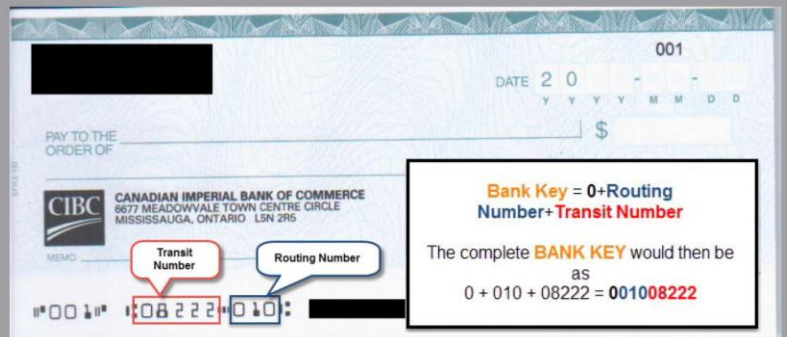 001
DATE 2 0 - -
Y Y Y Y M M D D
PAY TO THE
ORDER OF
$
CIBC
CANADIAN IMPERIAL BANK OF COMMERCE
6677 MEADOWVALE TOWN CENTRE CIRCLE
MISSISSAUGA, ONTARIO L5N 2R5
MEMO
Transit
Number
Routing Number
⑈001⑈ ⑆08222⑉010⑆
Bank Key = 0+Routing
Number+Transit Number
The complete BANK KEY would then be
as
0 + 010 + 08222 = 001008222